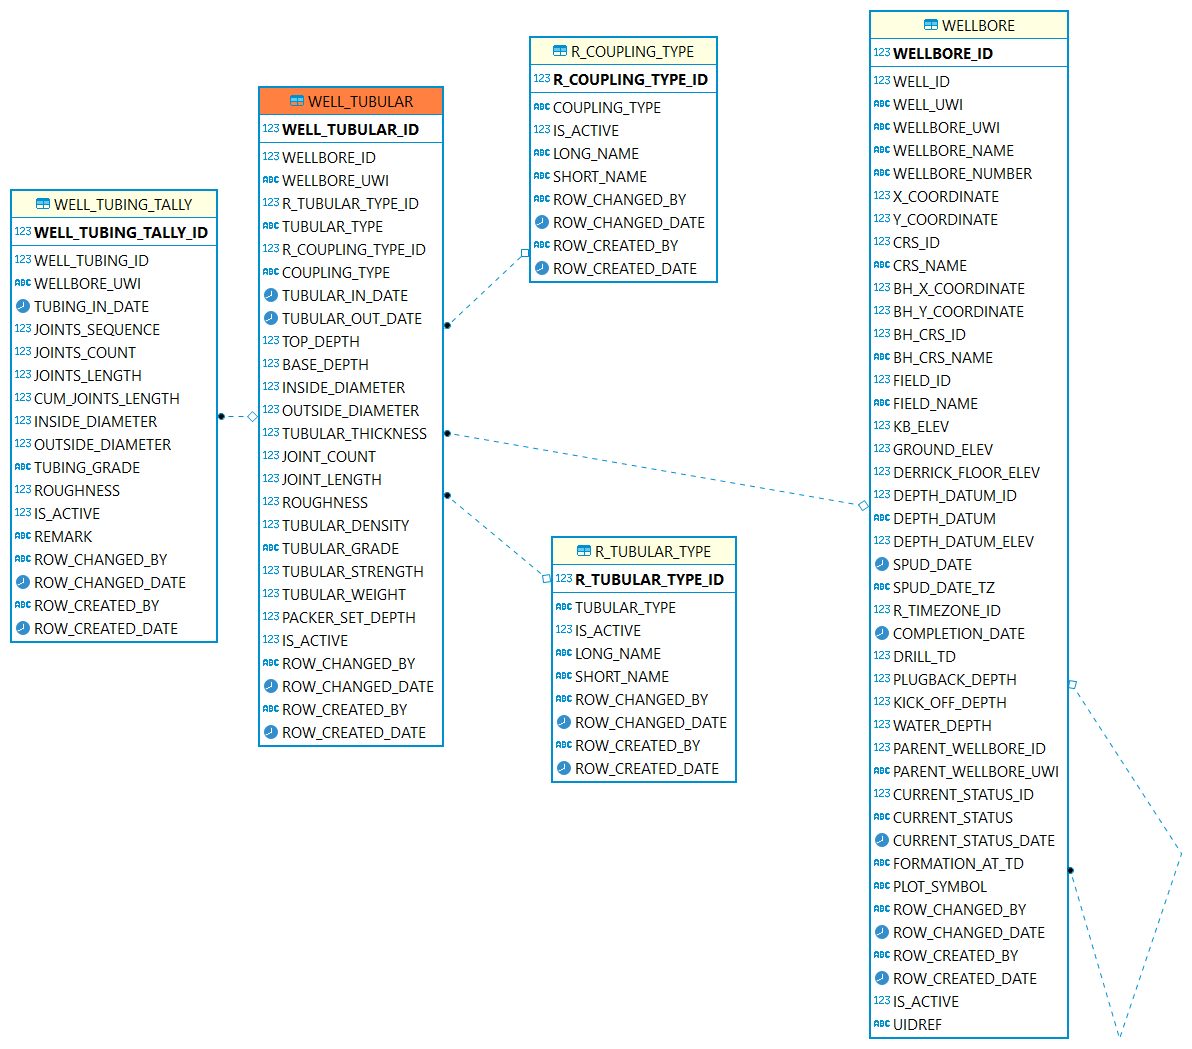 WELL_TUBING_TALLY
123 WELL_TUBING_TALLY_ID
123 WELL_TUBING_ID
ABC WELLBORE_UWI
TUBING_IN_DATE
123 JOINTS_SEQUENCE
123 JOINTS_COUNT
123 JOINTS_LENGTH
123 CUM_JOINTS_LENGTH
123 INSIDE_DIAMETER
123 OUTSIDE_DIAMETER
ABC TUBING_GRADE
123 ROUGHNESS
123 IS_ACTIVE
ABC REMARK
ABC ROW_CHANGED_BY
ROW_CHANGED_DATE
ABC ROW_CREATED_BY
ROW_CREATED_DATE
WELL_TUBULAR
123 WELL_TUBULAR_ID
123 WELLBORE_ID
ABC WELLBORE_UWI
123 R_TUBULAR_TYPE_ID
ABC TUBULAR_TYPE
123 R_COUPLING_TYPE_ID
ABC COUPLING_TYPE
TUBULAR_IN_DATE
TUBULAR_OUT_DATE
123 TOP_DEPTH
123 BASE_DEPTH
123 INSIDE_DIAMETER
123 OUTSIDE_DIAMETER
123 TUBULAR_THICKNESS
123 JOINT_COUNT
123 JOINT_LENGTH
123 ROUGHNESS
123 TUBULAR_DENSITY
ABC TUBULAR_GRADE
123 TUBULAR_STRENGTH
123 TUBULAR_WEIGHT
123 PACKER_SET_DEPTH
123 IS_ACTIVE
ABC ROW_CHANGED_BY
ROW_CHANGED_DATE
ABC ROW_CREATED_BY
ROW_CREATED_DATE
R_COUPLING_TYPE
123 R_COUPLING_TYPE_ID
ABC COUPLING_TYPE
123 IS_ACTIVE
ABC LONG_NAME
ABC SHORT_NAME
ABC ROW_CHANGED_BY
ROW_CHANGED_DATE
ABC ROW_CREATED_BY
ROW_CREATED_DATE
R_TUBULAR_TYPE
123 R_TUBULAR_TYPE_ID
ABC TUBULAR_TYPE
123 IS_ACTIVE
ABC LONG_NAME
ABC SHORT_NAME
ABC ROW_CHANGED_BY
ROW_CHANGED_DATE
ABC ROW_CREATED_BY
ROW_CREATED_DATE
WELLBORE
123 WELLBORE_ID
123 WELL_ID
ABC WELL_UWI
ABC WELLBORE_UWI
ABC WELLBORE_NAME
ABC WELLBORE_NUMBER
123 X_COORDINATE
123 Y_COORDINATE
123 CRS_ID
ABC CRS_NAME
123 BH_X_COORDINATE
123 BH_Y_COORDINATE
123 BH_CRS_ID
ABC BH_CRS_NAME
123 FIELD_ID
ABC FIELD_NAME
123 KB_ELEV
123 GROUND_ELEV
123 DERRICK_FLOOR_ELEV
123 DEPTH_DATUM_ID
ABC DEPTH_DATUM
123 DEPTH_DATUM_ELEV
SPUD_DATE
ABC SPUD_DATE_TZ
123 R_TIMEZONE_ID
COMPLETION_DATE
123 DRILL_TD
123 PLUGBACK_DEPTH
123 KICK_OFF_DEPTH
123 WATER_DEPTH
123 PARENT_WELLBORE_ID
ABC PARENT_WELLBORE_UWI
123 CURRENT_STATUS_ID
ABC CURRENT_STATUS
CURRENT_STATUS_DATE
ABC FORMATION_AT_TD
ABC PLOT_SYMBOL
ABC ROW_CHANGED_BY
ROW_CHANGED_DATE
ABC ROW_CREATED_BY
ROW_CREATED_DATE
123 IS_ACTIVE
ABC UIDREF